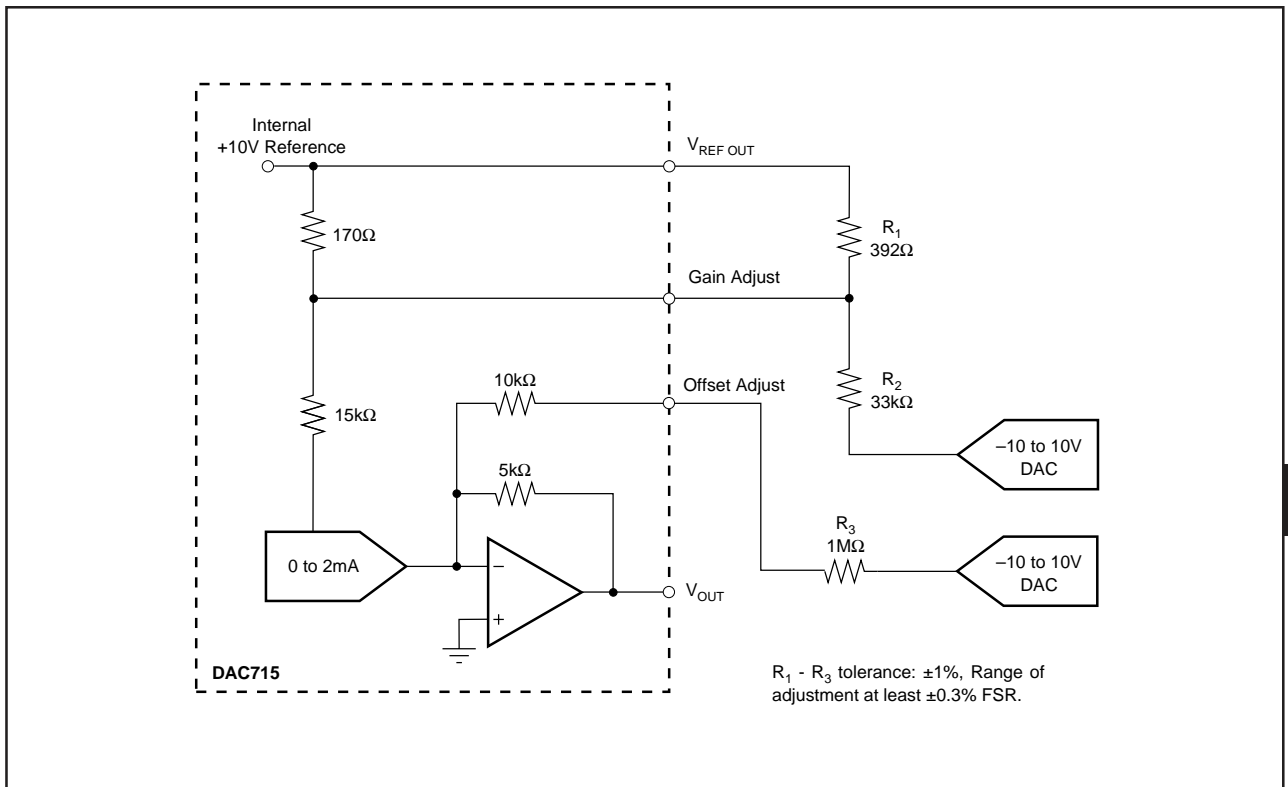 Internal
+10V Reference
V REF OUT
170Ω
R1
392Ω
Gain Adjust
15kΩ
10kΩ
Offset Adjust
R2
33kΩ
–10 to 10V
DAC
5kΩ
R3
1MΩ
–10 to 10V
DAC
0 to 2mA
–
+
VOUT
DAC715
R1 - R3 tolerance: ±1%, Range of
adjustment at least ±0.3% FSR.